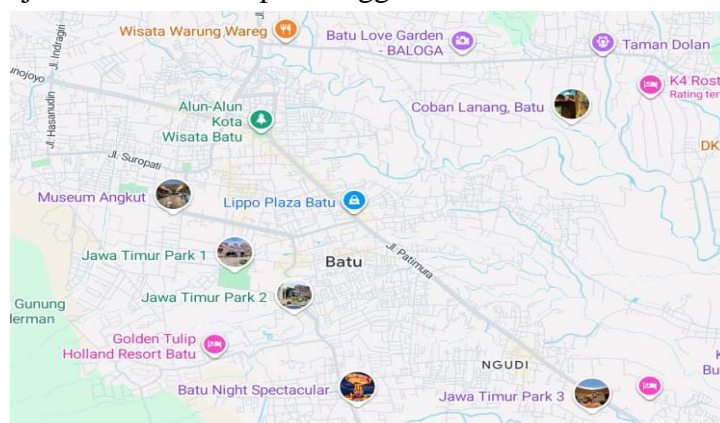 Wisata Warung Wareg
Batu Love Garden
- BALOGA
Taman Dolan
Jl. Indragiri
unojoyo
K4 Rost
Rating ter
Alun-Alun
Kota
Wisata Batu
Coban Lanang, Batu
Jl. Hasanudin
DK
Jl. Suropati
Museum Angkut
Lippo Plaza Batu
Jl. Patimura
Jawa Timur Park 1
Batu
Jawa Timur Park 2
Gunung
derman
Golden Tulip
Holland Resort Batu
NGUDI
K
Bu
Batu Night Spectacular
Jawa Timur Park 3